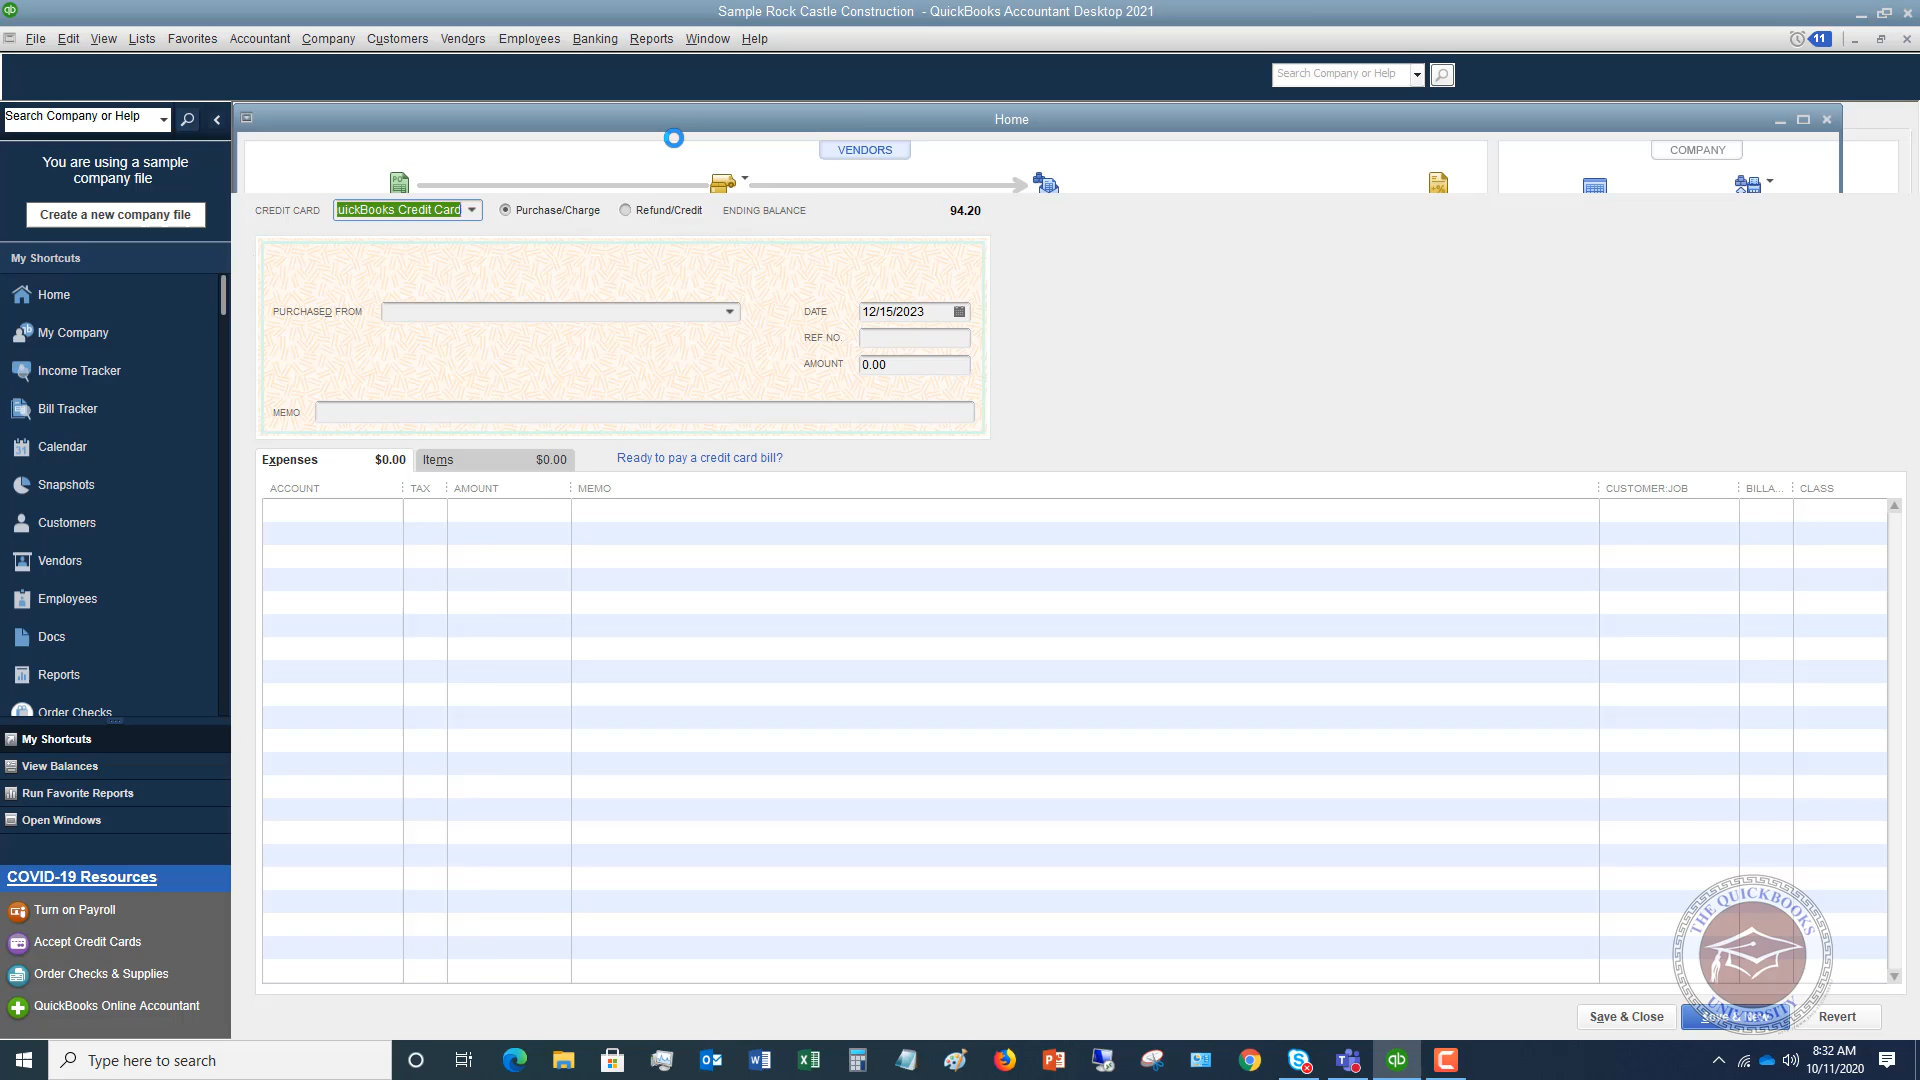 Sample Rock Castle Construction - QuickBooks Accountant Desktop 2021
File Edit View Lists Favorites Accountant Company Customers Vendors Employees Banking Reports Window Help
11
Search Company or Help
Search Company or Help
Home
You are using a sample
company file
VENDORS
COMPANY
PO
Create a new company file
CREDIT CARD
uickBooks Credit Card
Purchase/Charge
Refund/Credit
ENDING BALANCE
94.20
My Shortcuts
Home
My Company
Income Tracker
Bill Tracker
Calendar
Snapshots
Customers
Vendors
Employees
Docs
Reports
Order Checks
My Shortcuts
View Balances
Run Favorite Reports
Open Windows
COVID-19 Resources
Turn on Payroll
Accept Credit Cards
Order Checks & Supplies
QuickBooks Online Accountant
PURCHASED FROM
DATE
12/15/2023
REF NO.
AMOUNT
0.00
MEMO
Expenses $0.00
Items $0.00
Ready to pay a credit card bill?
ACCOUNT TAX AMOUNT MEMO CUSTOMER:JOB BILLA... CLASS
THE QUICKBOOKS
UNIVERSITY
Save & Close
Save & New
Revert
Type here to search
8:32 AM
10/11/2020